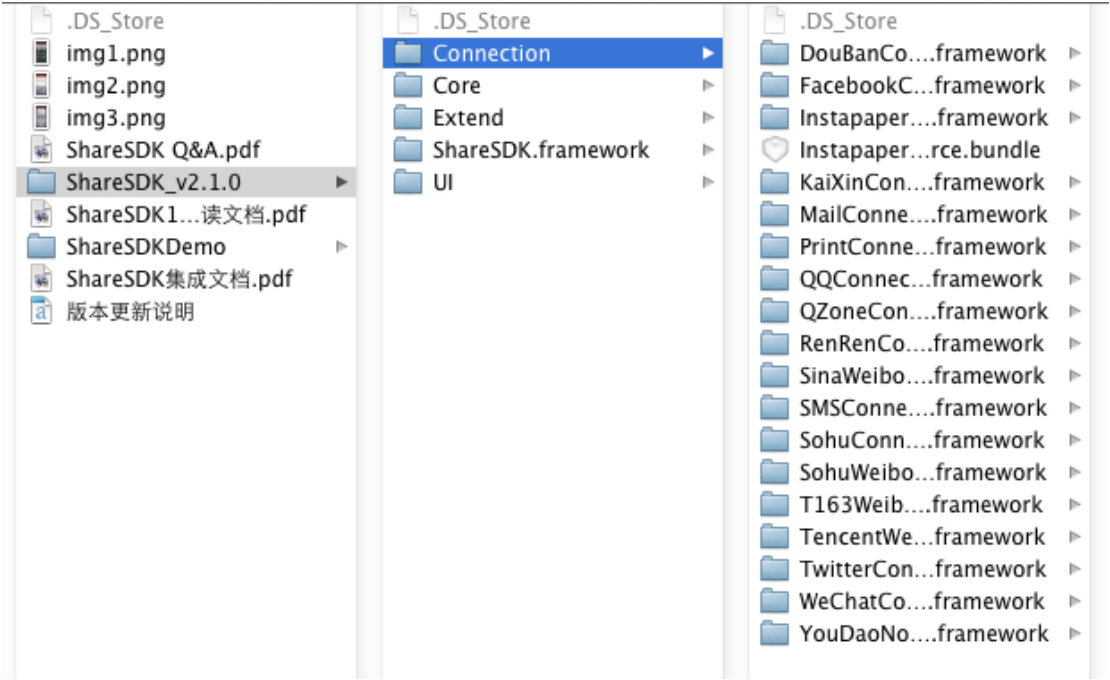 .DS_Store
img1.png
img2.png
img3.png
ShareSDK Q&A.pdf
ShareSDK_v2.1.0
ShareSDK1...读文档.pdf
ShareSDKDemo
ShareSDK集成文档.pdf
版本更新说明
.DS_Store
Connection
Core
Extend
ShareSDK.framework
UI
.DS_Store
DouBanCo....framework
FacebookC...framework
Instapaper....framework
Instapaper...rce.bundle
KaiXinCon....framework
MailConne....framework
PrintConne...framework
QQConnec...framework
QZoneCon....framework
RenRenCo....framework
SinaWeibo....framework
SMSConne....framework
SohuConn....framework
SohuWeibo...framework
T163Weib....framework
TencentWe...framework
TwitterCon...framework
WeChatCo....framework
YouDaoNo....framework